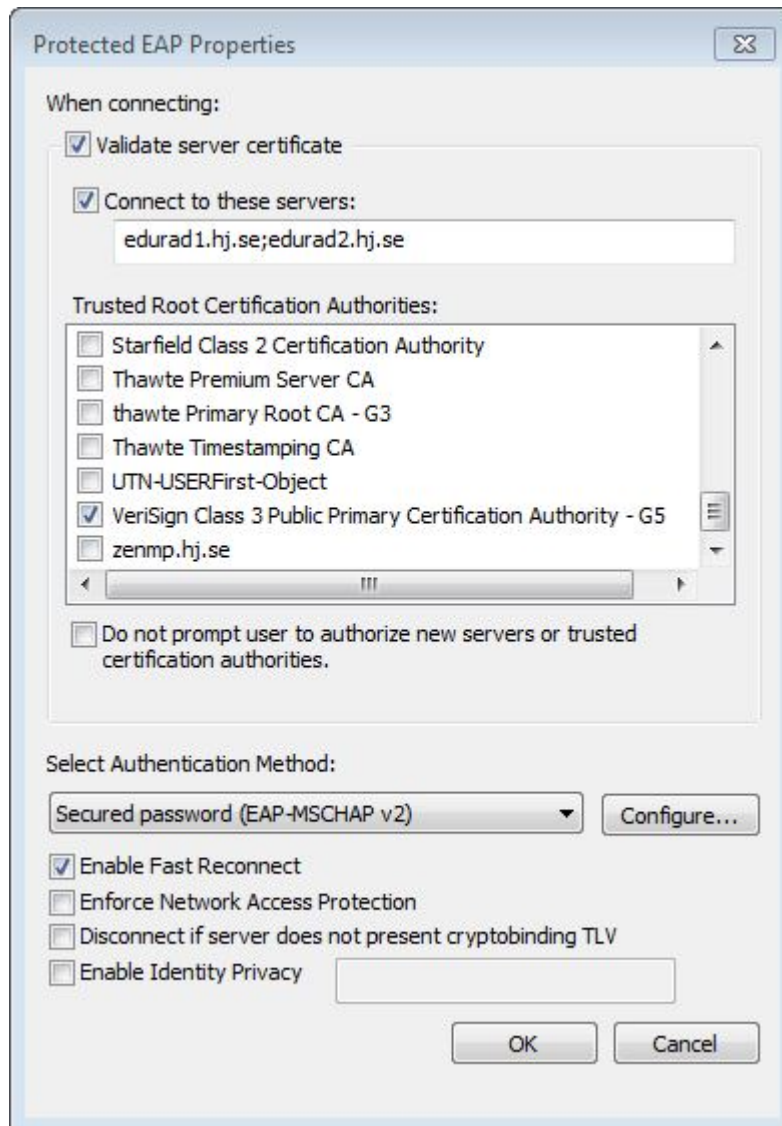 Protected EAP Properties
When connecting:
Validate server certificate
Connect to these servers:
edurad1.hj.se;edurad2.hj.se
Trusted Root Certification Authorities:
Starfield Class 2 Certification Authority
Thawte Premium Server CA
thawte Primary Root CA - G3
Thawte Timestamping CA
UTN-USERFirst-Object
VeriSign Class 3 Public Primary Certification Authority - G5
zenmp.hj.se
Do not prompt user to authorize new servers or trusted
certification authorities.
Select Authentication Method:
Secured password (EAP-MSCHAP v2)
Configure...
Enable Fast Reconnect
Enforce Network Access Protection
Disconnect if server does not present cryptobinding TLV
Enable Identity Privacy
OK
Cancel